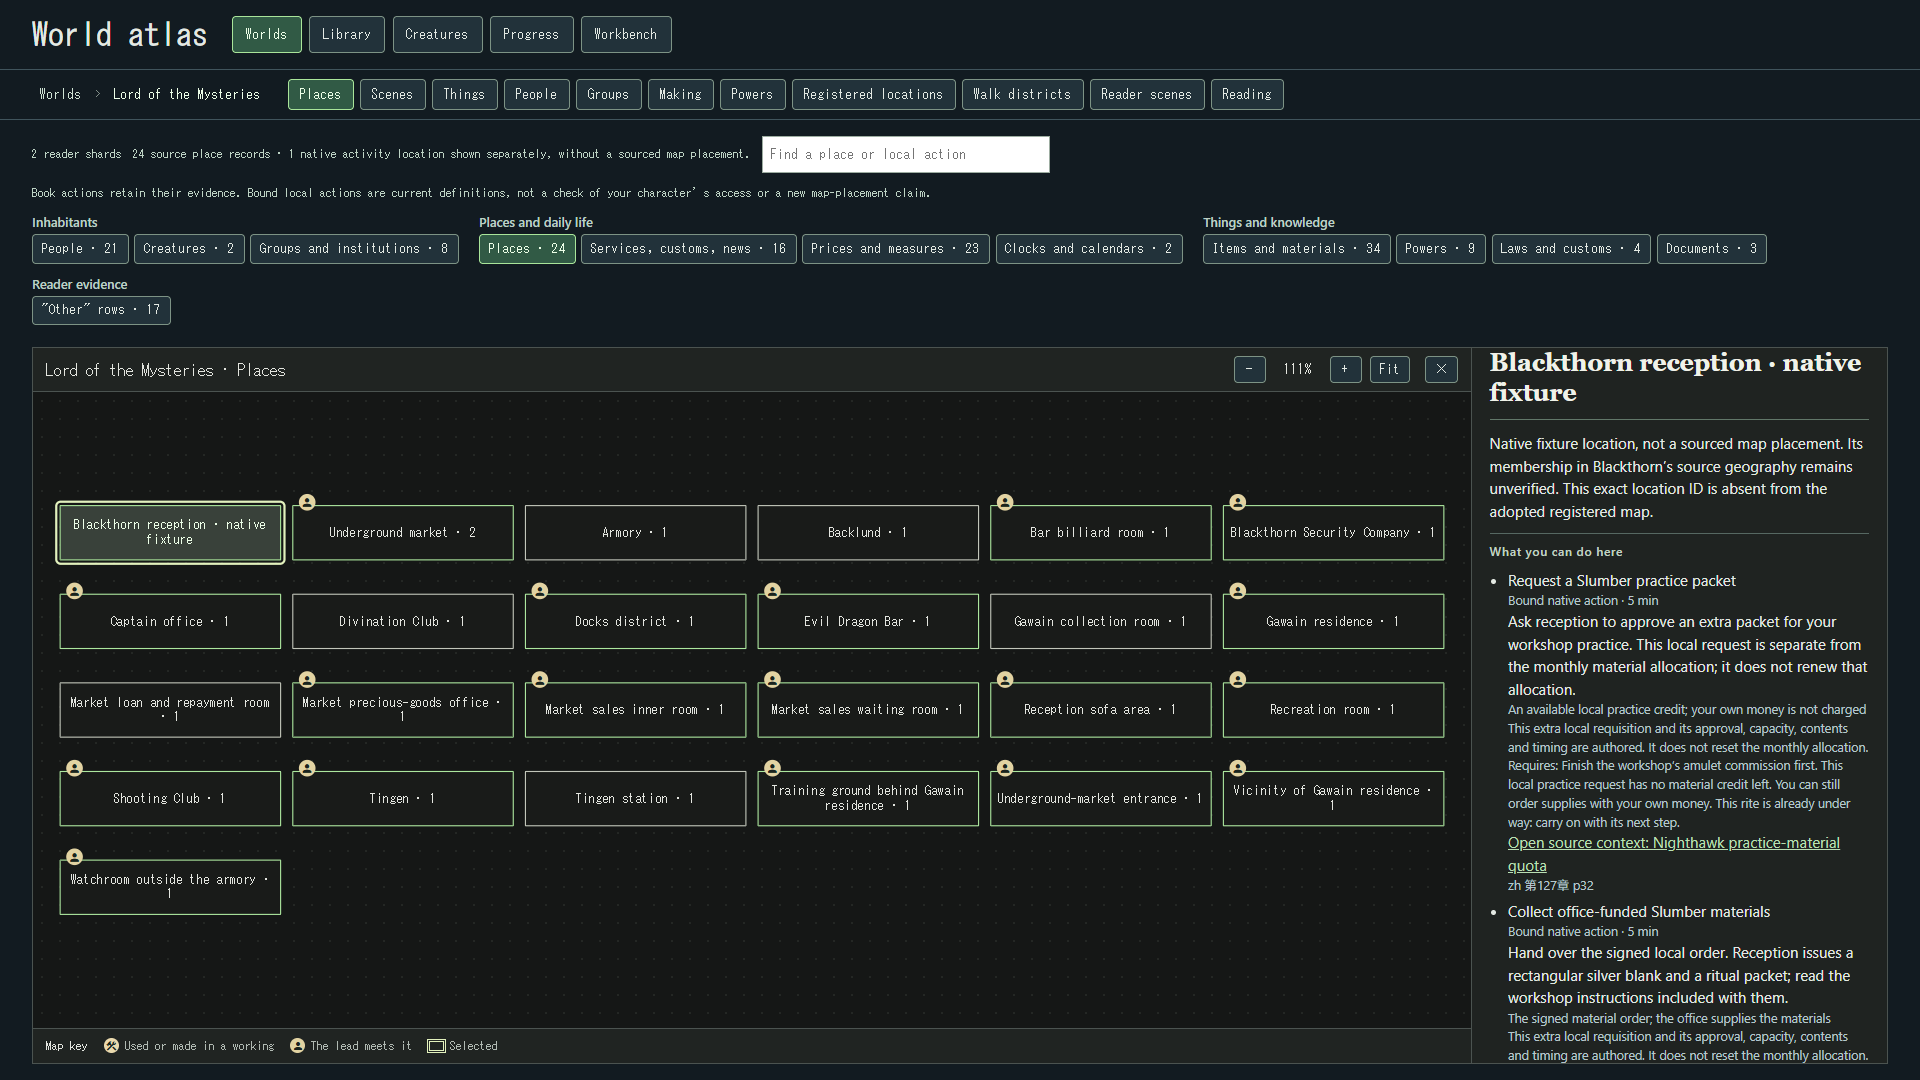 World atlas
Worlds
Library
Creatures
Progress
Workbench
Worlds > Lord of the Mysteries
Places
Scenes
Things
People
Groups
Making
Powers
Registered locations
Walk districts
Reader scenes
Reading
2 reader shards 24 source place records · 1 native activity location shown separately, without a sourced map placement.
Find a place or local action
Book actions retain their evidence. Bound local actions are current definitions, not a check of your character's access or a new map-placement claim.
Inhabitants
People · 21
Creatures · 2
Groups and institutions · 8
Places and daily life
Places · 24
Services, customs, news · 16
Prices and measures · 23
Clocks and calendars · 2
Things and knowledge
Items and materials · 34
Powers · 9
Laws and customs · 4
Documents · 3
Reader evidence
"Other" rows · 17
Lord of the Mysteries · Places
−
111%
+
Fit
×
Blackthorn reception · native
fixture
Underground market · 2
Armory · 1
Backlund · 1
Bar billiard room · 1
Blackthorn Security Company · 1
Captain office · 1
Divination Club · 1
Docks district · 1
Evil Dragon Bar · 1
Gawain collection room · 1
Gawain residence · 1
Market loan and repayment room
· 1
Market precious-goods office ·
1
Market sales inner room · 1
Market sales waiting room · 1
Reception sofa area · 1
Recreation room · 1
Shooting Club · 1
Tingen · 1
Tingen station · 1
Training ground behind Gawain
residence · 1
Underground-market entrance · 1
Vicinity of Gawain residence ·
1
Watchroom outside the armory ·
1
Map key
Used or made in a working
The lead meets it
Selected
Blackthorn reception · native
fixture
Native fixture location, not a sourced map placement. Its
membership in Blackthorn's source geography remains
unverified. This exact location ID is absent from the
adopted registered map.
What you can do here
• Request a Slumber practice packet
Bound native action · 5 min
Ask reception to approve an extra packet for your
workshop practice. This local request is separate from
the monthly material allocation; it does not renew that
allocation.
An available local practice credit; your own money is not charged
This extra local requisition and its approval, capacity, contents
and timing are authored. It does not reset the monthly allocation.
Requires: Finish the workshop's amulet commission first. This
local practice request has no material credit left. You can still
order supplies with your own money. This rite is already under
way: carry on with its next step.
Open source context: Nighthawk practice-material
quota
zh 第127章 p32
• Collect office-funded Slumber materials
Bound native action · 5 min
Hand over the signed local order. Reception issues a
rectangular silver blank and a ritual packet; read the
workshop instructions included with them.
The signed material order; the office supplies the materials
This extra local requisition and its approval, capacity, contents
and timing are authored. It does not reset the monthly allocation.